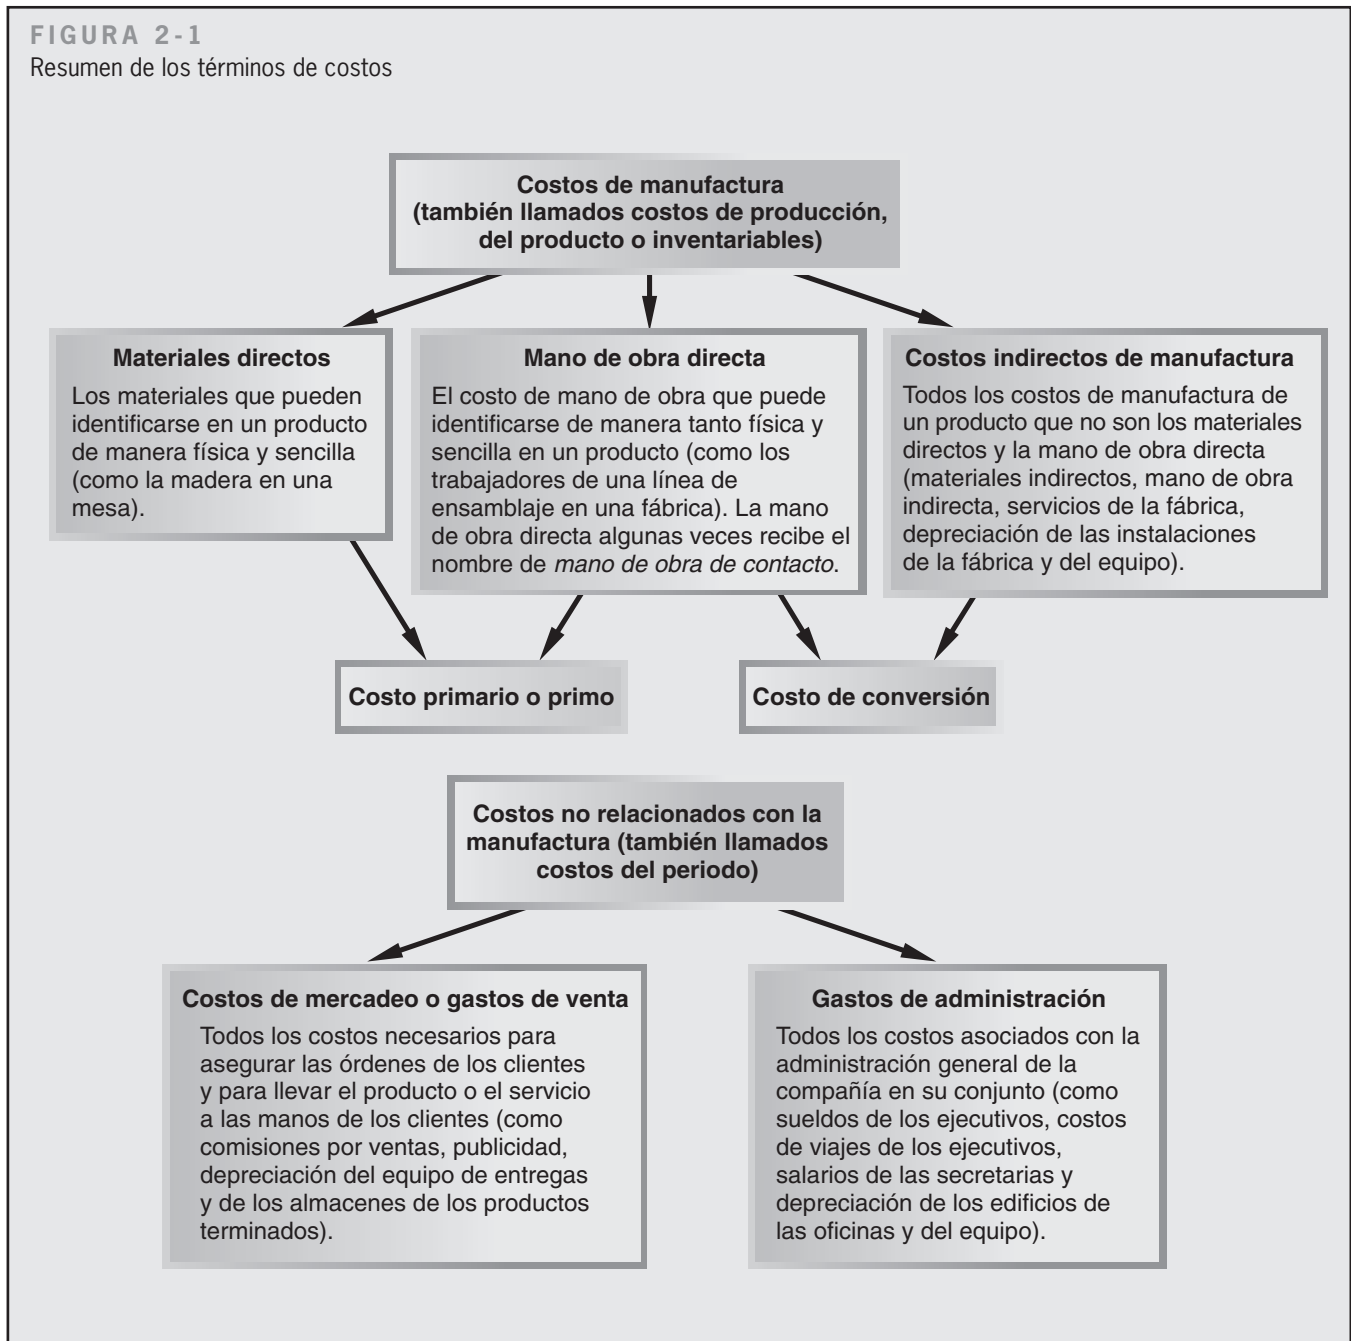 FIGURA 2-1
Resumen de los términos de costos
Costos de manufactura
(también llamados costos de producción,
del producto o inventariables)
Materiales directos
Los materiales que pueden
identificarse en un producto
de manera física y sencilla
(como la madera en una
mesa).
Mano de obra directa
El costo de mano de obra que puede
identificarse de manera tanto física y
sencilla en un producto (como los
trabajadores de una línea de
ensamblaje en una fábrica). La mano
de obra directa algunas veces recibe el
nombre de mano de obra de contacto.
Costos indirectos de manufactura
Todos los costos de manufactura de
un producto que no son los materiales
directos y la mano de obra directa
(materiales indirectos, mano de obra
indirecta, servicios de la fábrica,
depreciación de las instalaciones
de la fábrica y del equipo).
Costo primario o primo
Costo de conversión
Costos no relacionados con la
manufactura (también llamados
costos del periodo)
Costos de mercadeo o gastos de venta
Todos los costos necesarios para
asegurar las órdenes de los clientes
y para llevar el producto o el servicio
a las manos de los clientes (como
comisiones por ventas, publicidad,
depreciación del equipo de entregas
y de los almacenes de los productos
terminados).
Gastos de administración
Todos los costos asociados con la
administración general de la
compañía en su conjunto (como
sueldos de los ejecutivos, costos
de viajes de los ejecutivos,
salarios de las secretarias y
depreciación de los edificios de
las oficinas y del equipo).